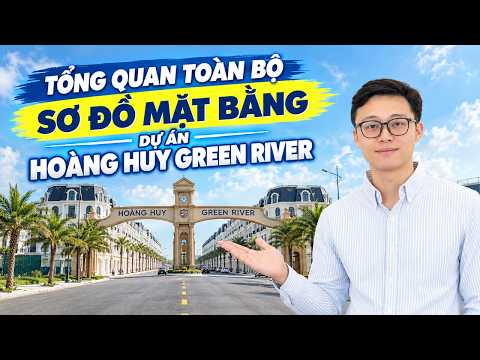 TỔNG QUAN TOÀN BỘ
SƠ ĐỒ MẶT BẰNG
DỰ ÁN
HOÀNG HUY GREEN RIVER
HOÀNG HUY GREEN RIVER